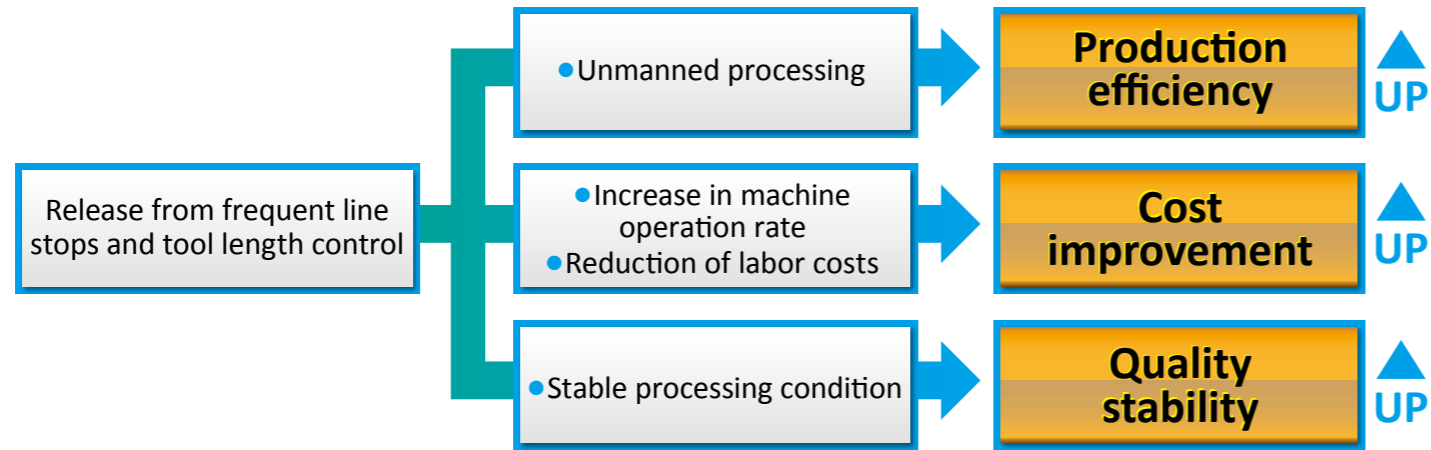 Release from frequent line
stops and tool length control
●Unmanned processing
Production
efficiency
UP
●Increase in machine
operation rate
●Reduction of labor costs
Cost
improvement
UP
●Stable processing condition
Quality
stability
UP